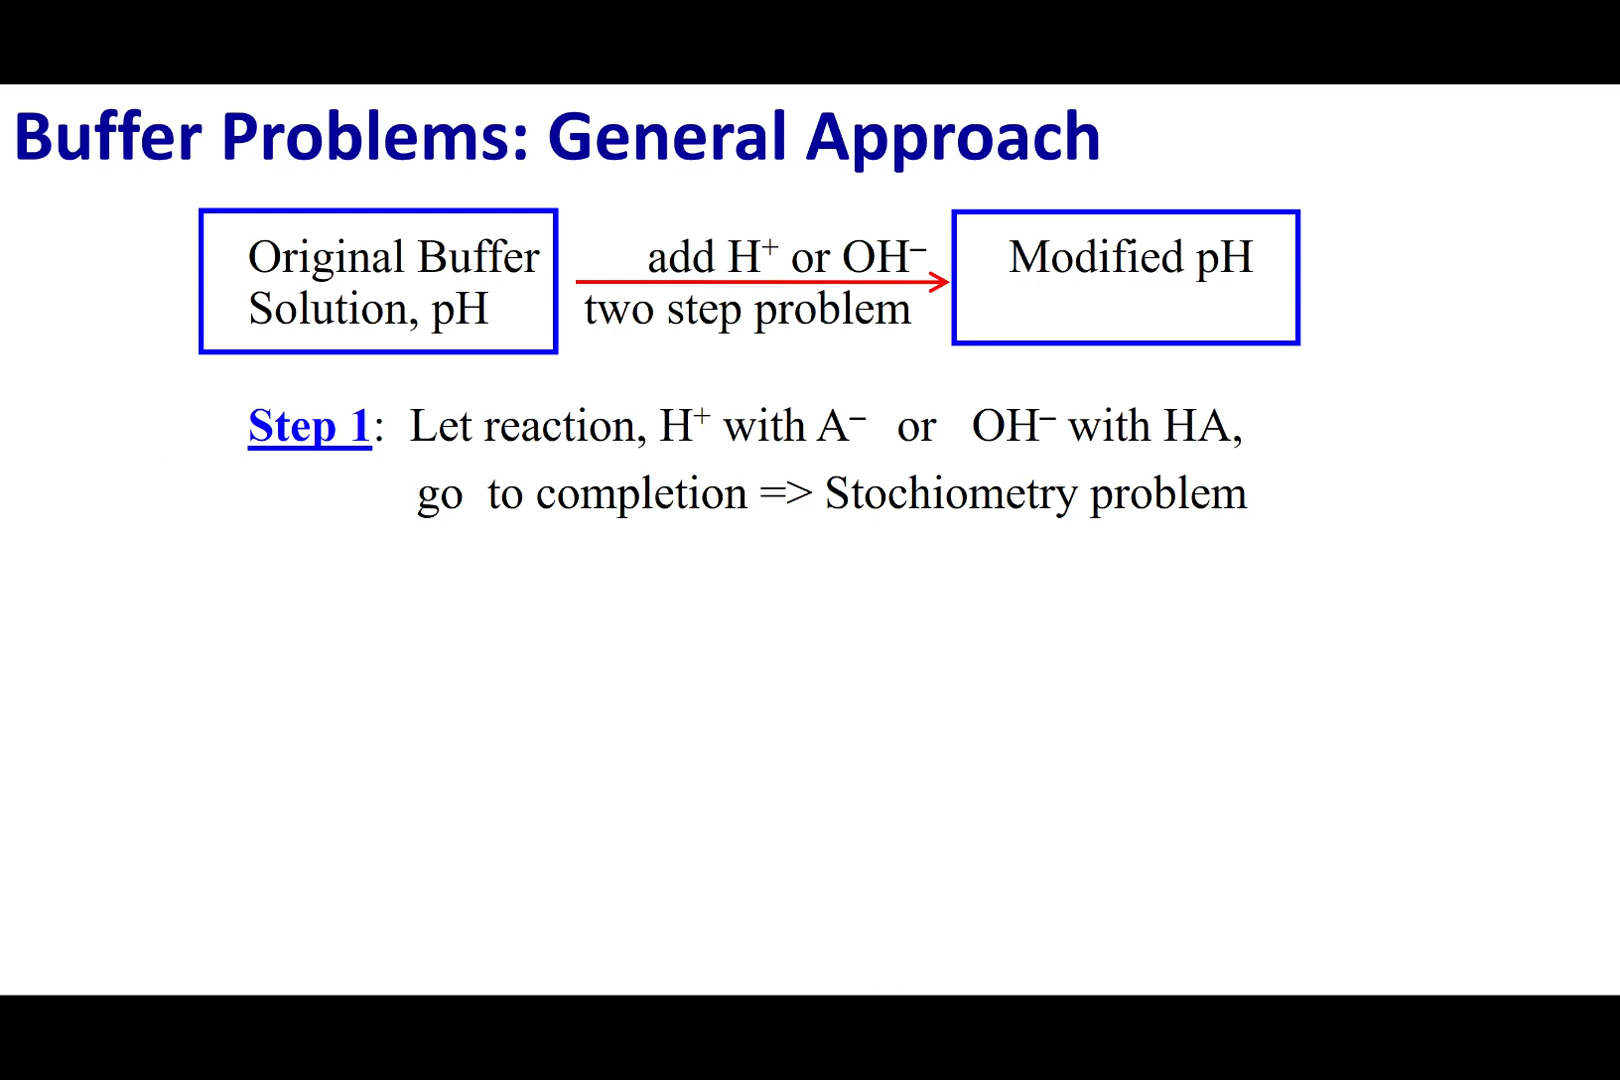 Buffer Problems: General Approach
Original Buffer
Solution, pH
add H⁺ or OH⁻
two step problem
Modified pH
Step 1: Let reaction, H⁺ with A⁻ or OH⁻ with HA,
go to completion => Stochiometry problem